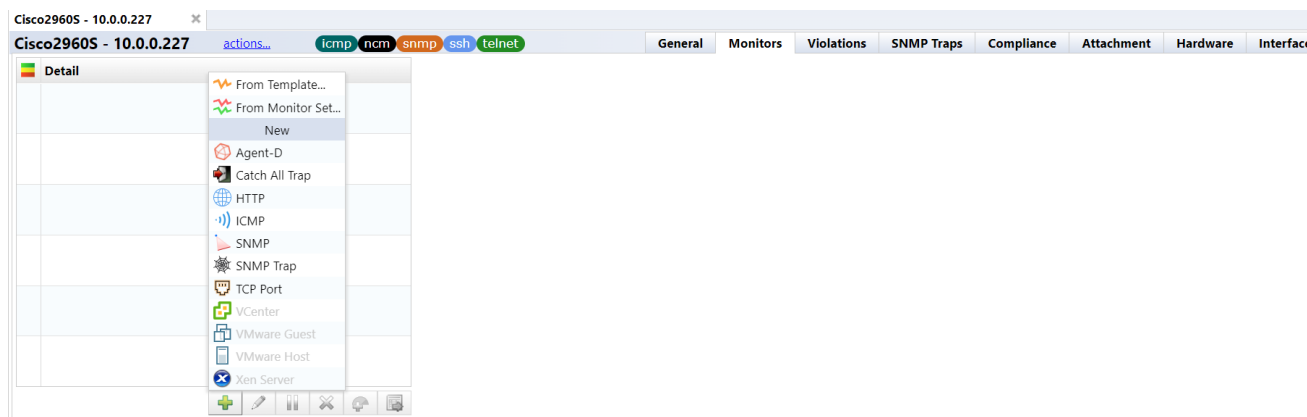 Cisco2960S - 10.0.0.227
Cisco2960S - 10.0.0.227 actions... icmp ncm snmp ssh telnet General Monitors Violations SNMP Traps Compliance Attachment Hardware Interfac
Detail
From Template...
From Monitor Set...
New
Agent-D
Catch All Trap
HTTP
ICMP
SNMP
SNMP Trap
TCP Port
VCenter
VMware Guest
VMware Host
Xen Server